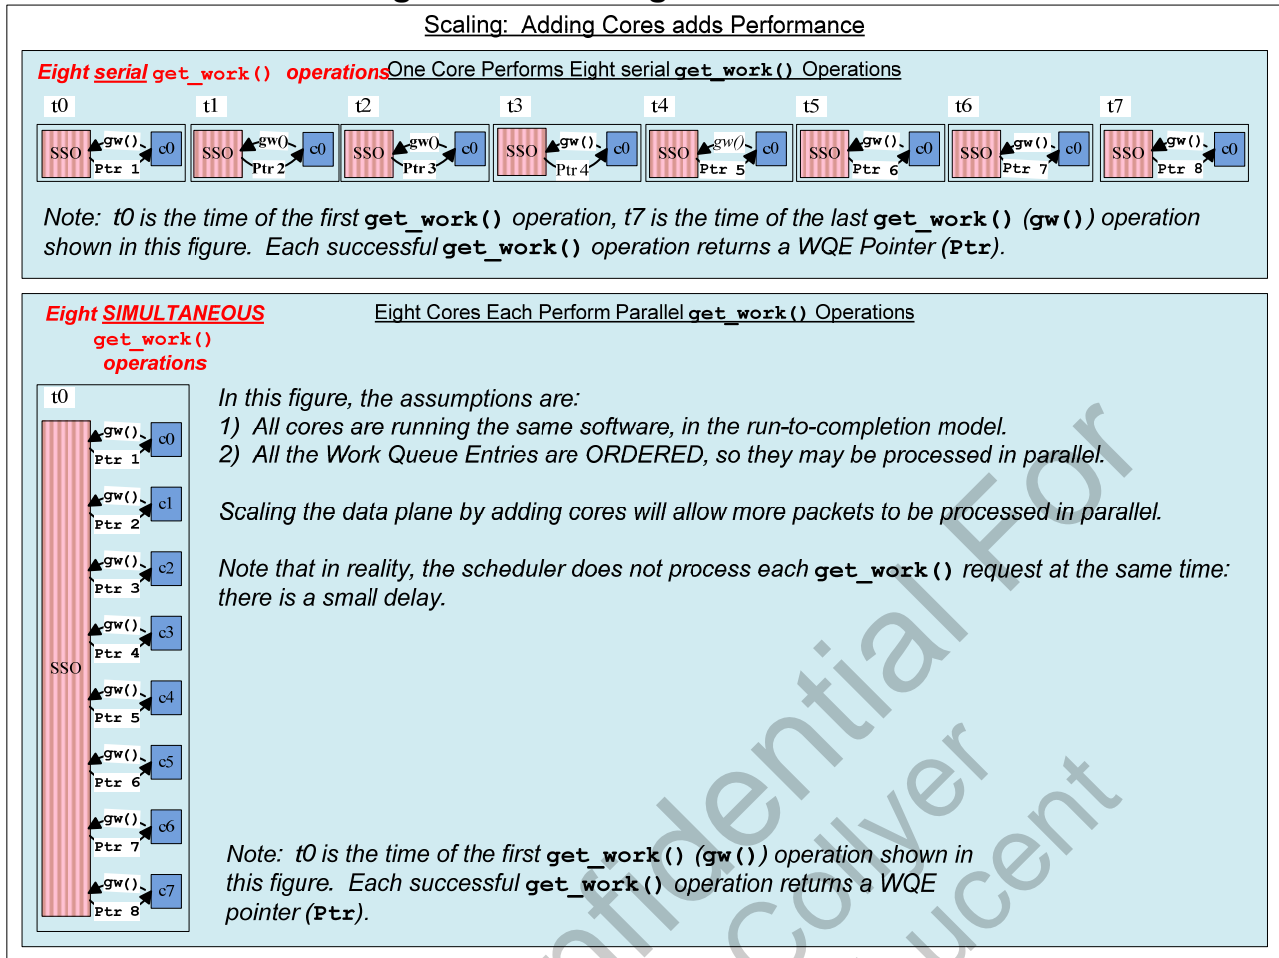 Scaling: Adding Cores adds Performance
Eight serial get_work() operations
One Core Performs Eight serial get_work() Operations
t0 t1 t2 t3 t4 t5 t6 t7
SSO gw() c0 Ptr 1
SSO gw() c0 Ptr 2
SSO gw() c0 Ptr 3
SSO gw() c0 Ptr 4
SSO gw() c0 Ptr 5
SSO gw() c0 Ptr 6
SSO gw() c0 Ptr 7
SSO gw() c0 Ptr 8
Note: t0 is the time of the first get_work() operation, t7 is the time of the last get_work() (gw()) operation
shown in this figure. Each successful get_work() operation returns a WQE Pointer (Ptr).
Eight SIMULTANEOUS
get_work()
operations
Eight Cores Each Perform Parallel get_work() Operations
t0
SSO
gw() c0
Ptr 1
gw() c1
Ptr 2
gw() c2
Ptr 3
gw() c3
Ptr 4
gw() c4
Ptr 5
gw() c5
Ptr 6
gw() c6
Ptr 7
gw() c7
Ptr 8
In this figure, the assumptions are:
1) All cores are running the same software, in the run-to-completion model.
2) All the Work Queue Entries are ORDERED, so they may be processed in parallel.
Scaling the data plane by adding cores will allow more packets to be processed in parallel.
Note that in reality, the scheduler does not process each get_work() request at the same time:
there is a small delay.
Note: t0 is the time of the first get_work() (gw()) operation shown in
this figure. Each successful get_work() operation returns a WQE
pointer (Ptr).
nfidential For
Collyer
ucent